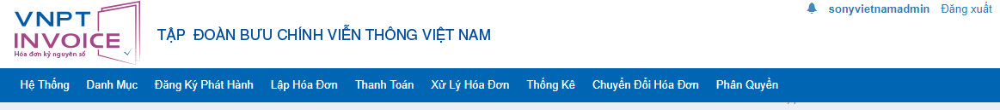 sonyvietnamadmin Đăng xuất
VNPT
INVOICE
Hóa đơn kỷ nguyên số
TẬP ĐOÀN BƯU CHÍNH VIỄN THÔNG VIỆT NAM
Hệ Thống Danh Mục Đăng Ký Phát Hành Lập Hóa Đơn Thanh Toán Xử Lý Hóa Đơn Thống Kê Chuyển Đổi Hóa Đơn Phân Quyền